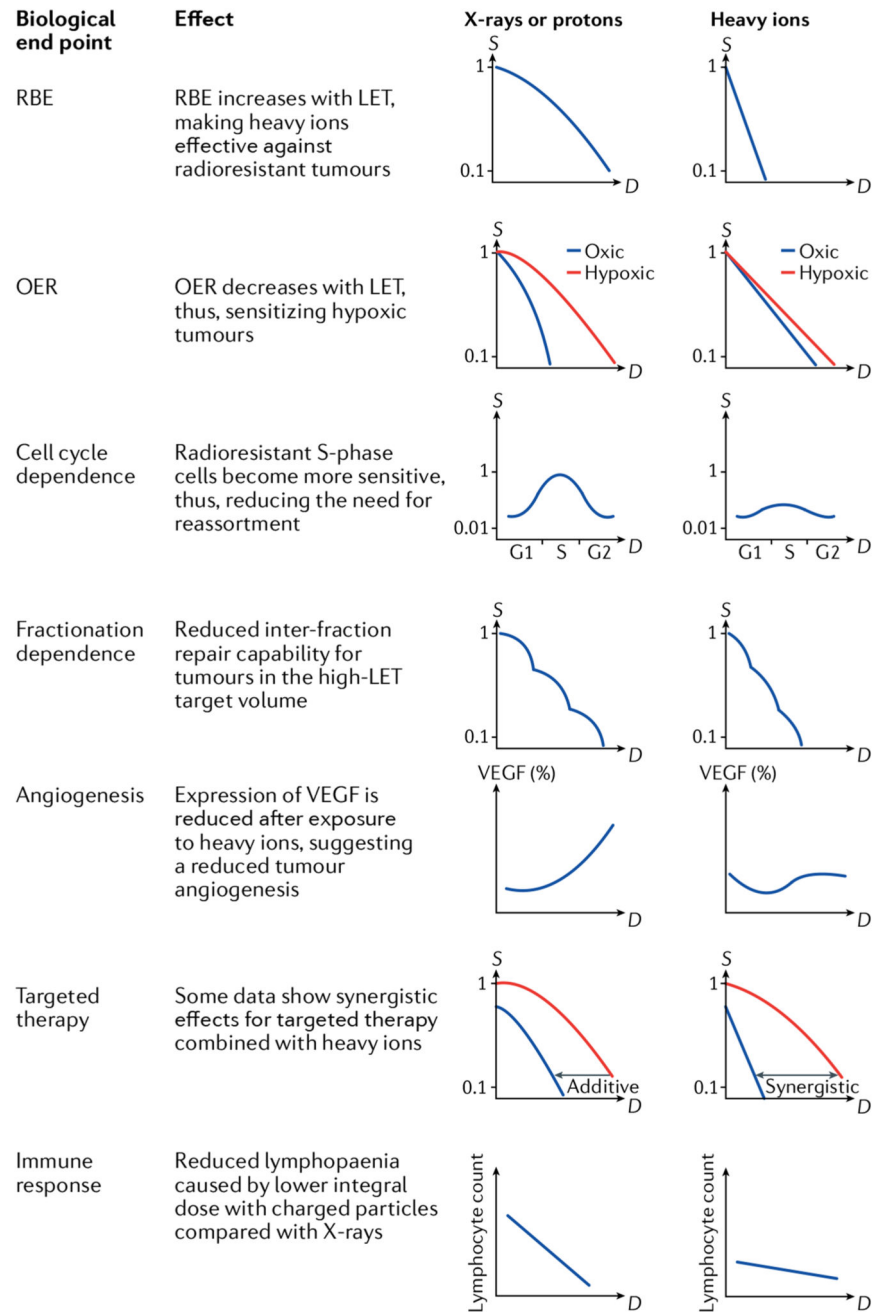 Biological
end point
Effect
X-rays or protons
Heavy ions
RBE
RBE increases with LET,
making heavy ions
effective against
radioresistant tumours
S
1
0.1
D
S
1
0.1
D
OER
OER decreases with LET,
thus, sensitizing hypoxic
tumours
S
1
0.1
D
Oxic
Hypoxic
S
1
0.1
D
Oxic
Hypoxic
Cell cycle
dependence
Radioresistant S-phase
cells become more sensitive,
thus, reducing the need for
reassortment
S
1
0.01
G1 S G2 D
S
1
0.01
G1 S G2 D
Fractionation
dependence
Reduced inter-fraction
repair capability for
tumours in the high-LET
target volume
S
1
0.1
D
S
1
0.1
D
Angiogenesis
Expression of VEGF is
reduced after exposure
to heavy ions, suggesting
a reduced tumour
angiogenesis
VEGF (%)
D
VEGF (%)
D
Targeted
therapy
Some data show synergistic
effects for targeted therapy
combined with heavy ions
S
1
0.1
Additive
D
S
1
0.1
Synergistic
D
Immune
response
Reduced lymphopaenia
caused by lower integral
dose with charged particles
compared with X-rays
Lymphocyte count
D
Lymphocyte count
D